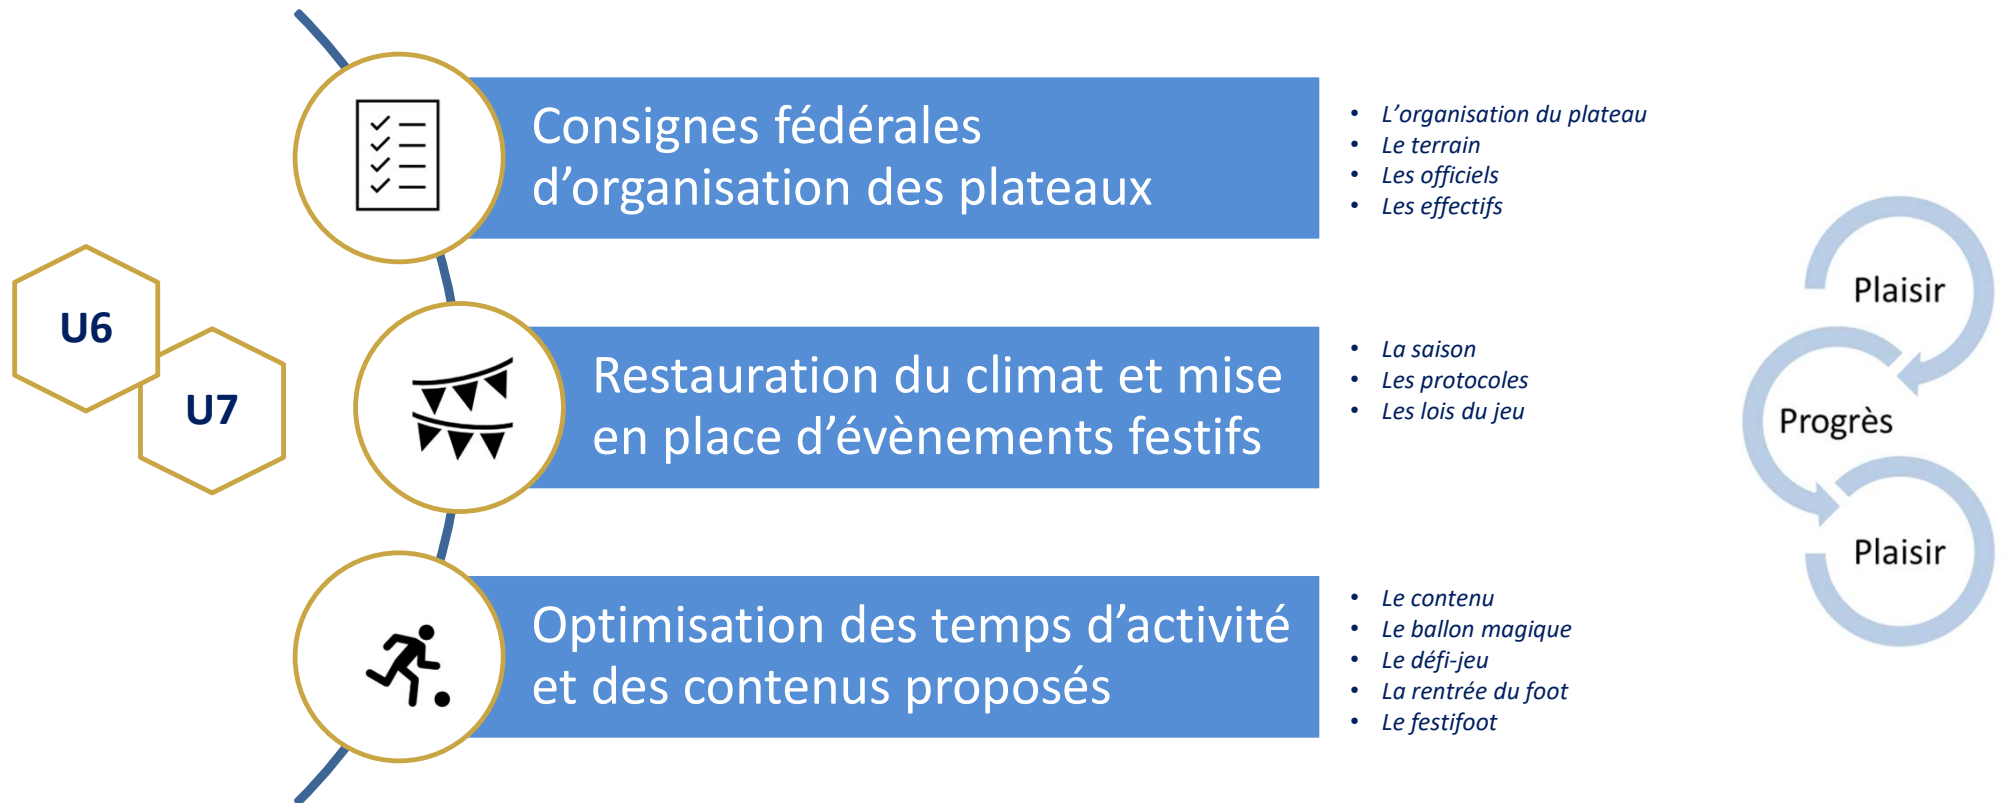 U6
U7
Consignes fédérales
d’organisation des plateaux
• L’organisation du plateau
• Le terrain
• Les officiels
• Les effectifs
Restauration du climat et mise
en place d’évènements festifs
• La saison
• Les protocoles
• Les lois du jeu
Optimisation des temps d’activité
et des contenus proposés
• Le contenu
• Le ballon magique
• Le défi-jeu
• La rentrée du foot
• Le festifoot
Plaisir
Progrès
Plaisir